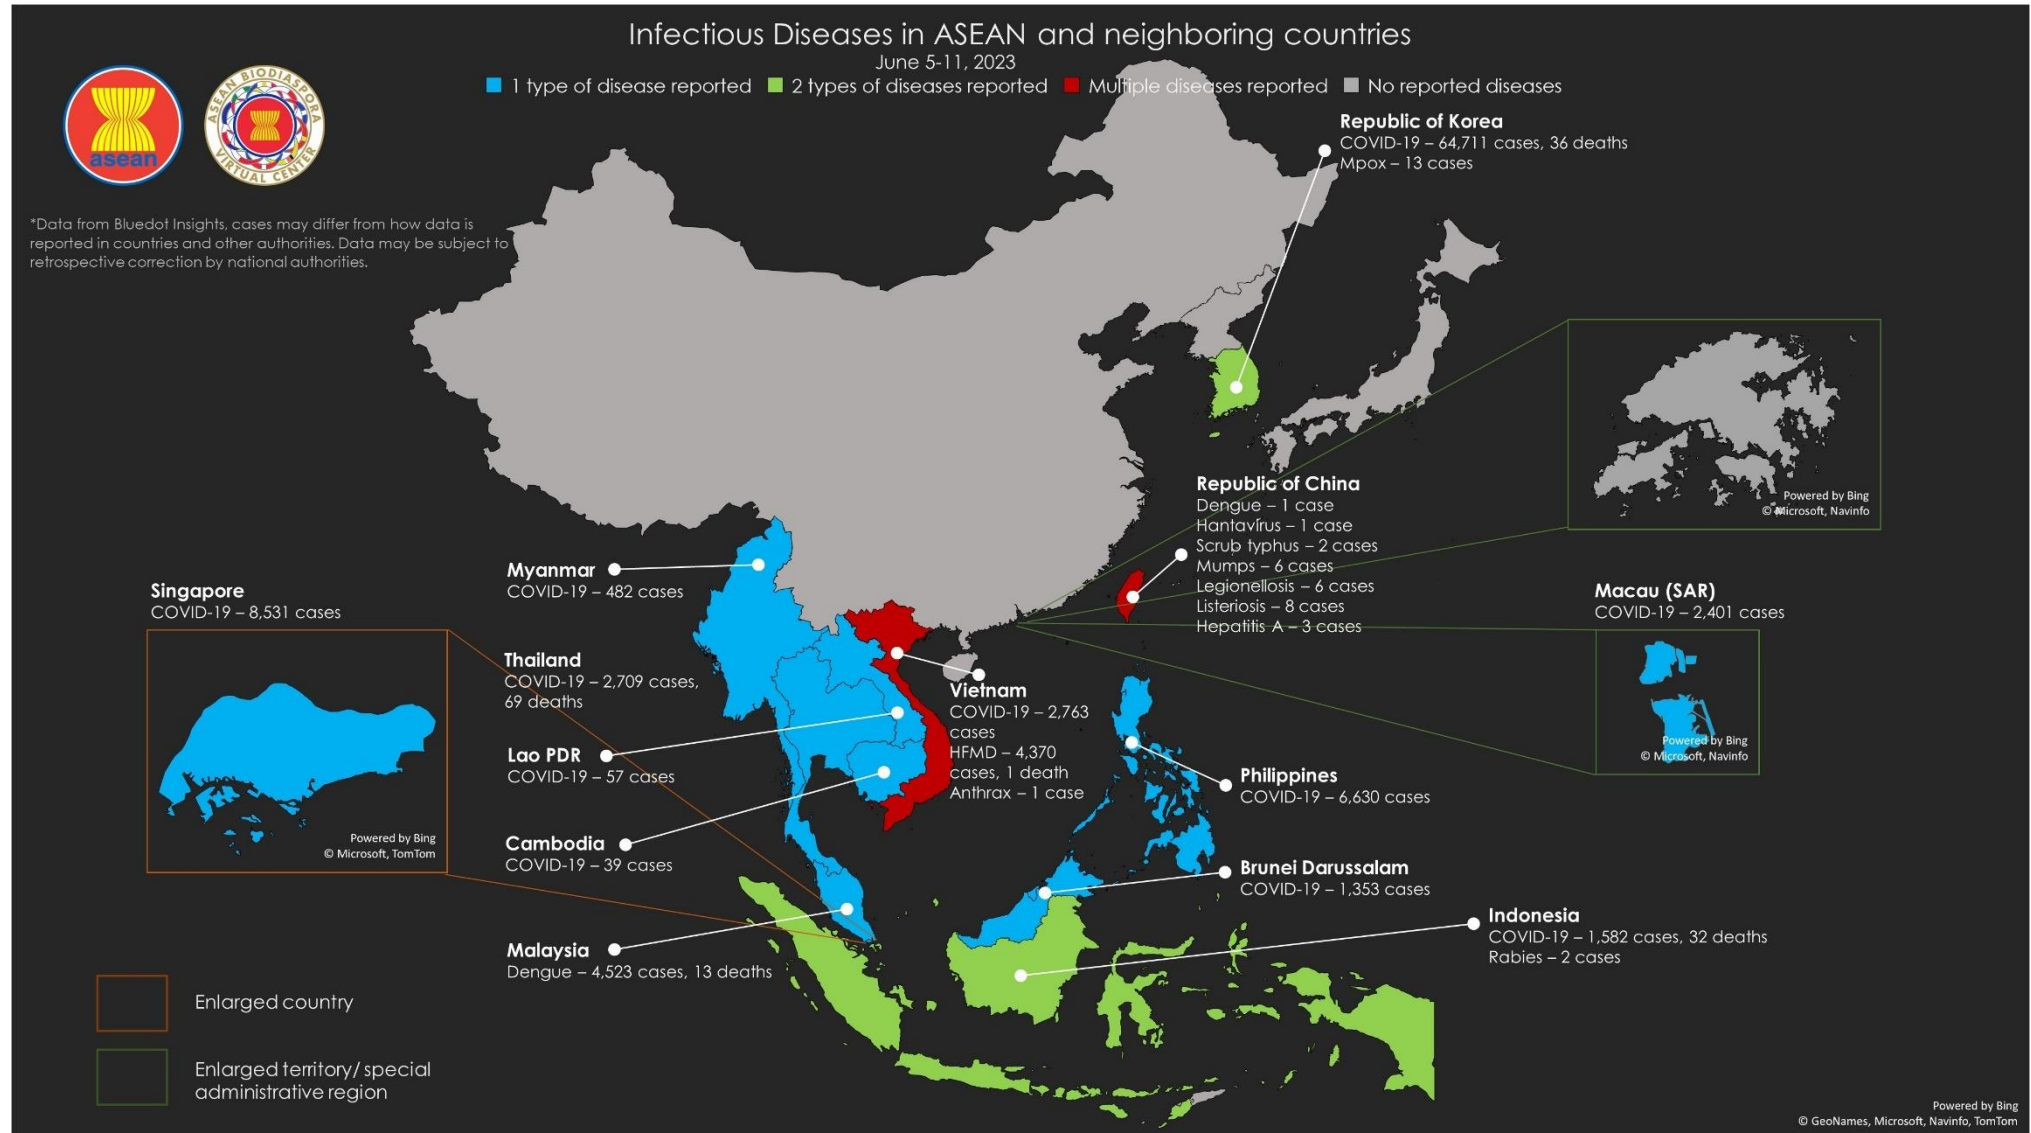 Infectious Diseases in ASEAN and neighboring countries
June 5-11, 2023
1 type of disease reported
2 types of diseases reported
Multiple diseases reported
No reported diseases
asean
ASEAN BIODIASPORA
VIRTUAL CENTER
*Data from Bluedot Insights, cases may differ from how data is
reported in countries and other authorities. Data may be subject to
retrospective correction by national authorities.
Republic of Korea
COVID-19 – 64,711 cases, 36 deaths
Mpox – 13 cases
Powered by Bing
© Microsoft, Navinfo
Republic of China
Dengue – 1 case
Hantavirus – 1 case
Scrub typhus – 2 cases
Mumps – 6 cases
Legionellosis – 6 cases
Listeriosis – 8 cases
Hepatitis A – 3 cases
Myanmar
COVID-19 – 482 cases
Singapore
COVID-19 – 8,531 cases
Powered by Bing
© Microsoft, TomTom
Macau (SAR)
COVID-19 – 2,401 cases
Powered by Bing
© Microsoft, Navinfo
Thailand
COVID-19 – 2,709 cases,
69 deaths
Vietnam
COVID-19 – 2,763
cases
HFMD – 4,370
cases, 1 death
Anthrax – 1 case
Lao PDR
COVID-19 – 57 cases
Philippines
COVID-19 – 6,630 cases
Cambodia
COVID-19 – 39 cases
Brunei Darussalam
COVID-19 – 1,353 cases
Indonesia
COVID-19 – 1,582 cases, 32 deaths
Rabies – 2 cases
Malaysia
Dengue – 4,523 cases, 13 deaths
Enlarged country
Enlarged territory/ special
administrative region
Powered by Bing
© GeoNames, Microsoft, Navinfo, TomTom